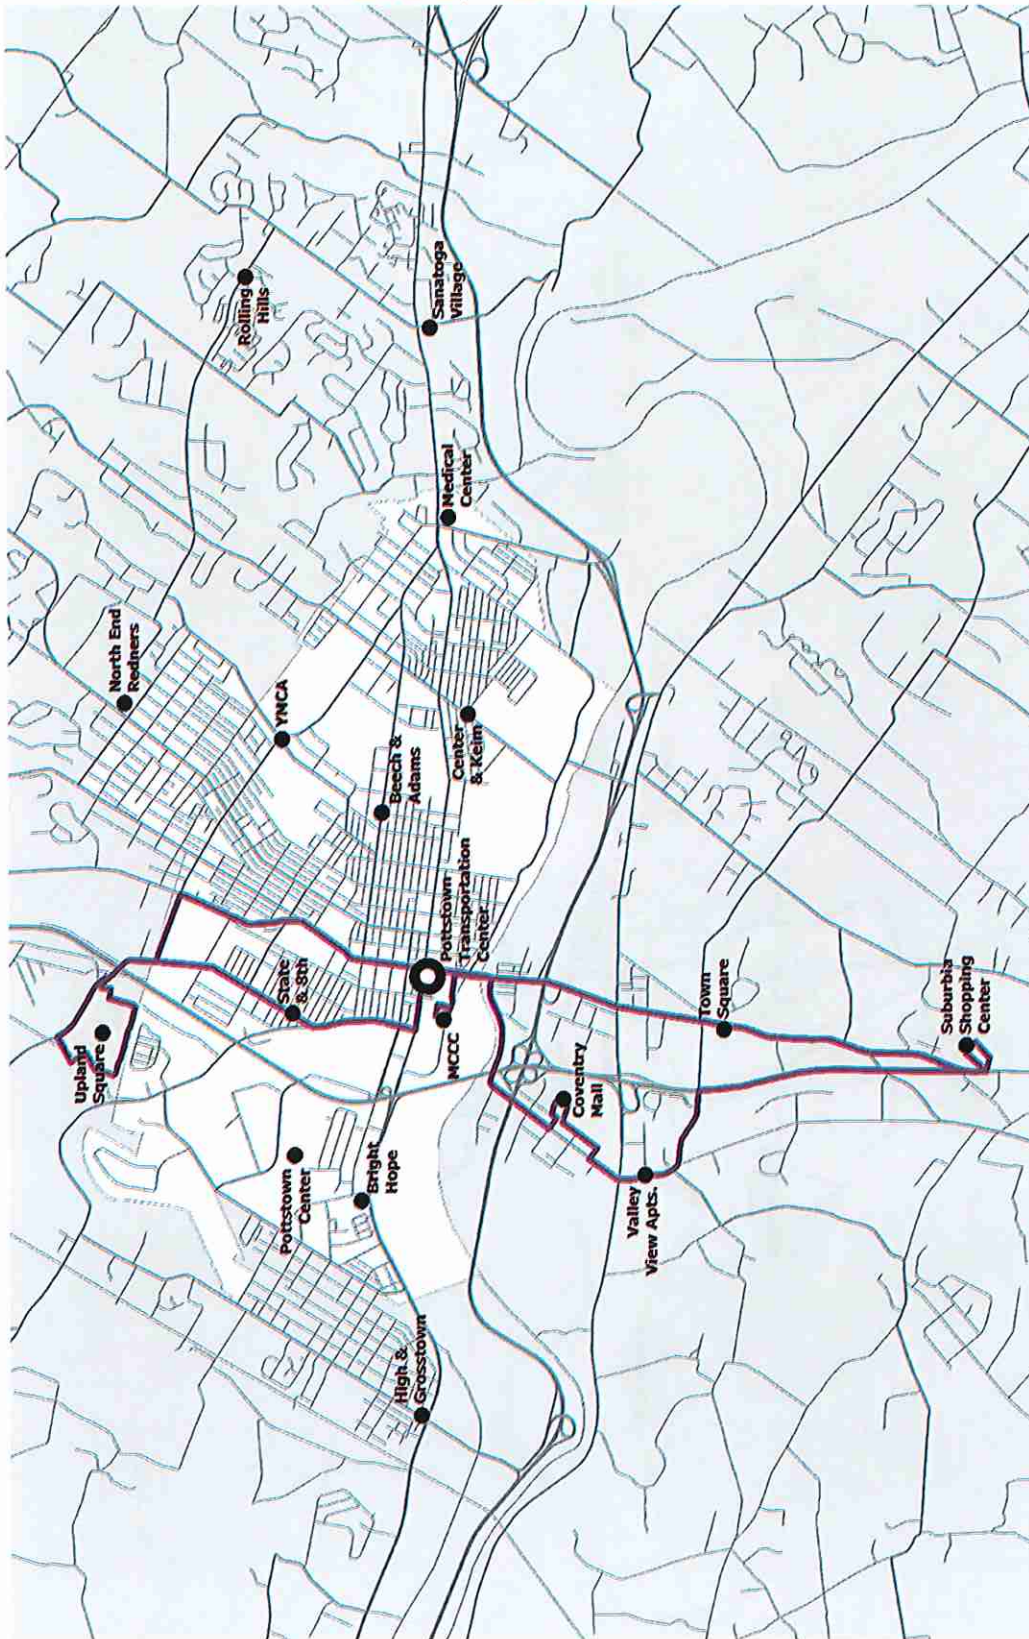 Rolling
Hills
Sanatoga
Village
Medical
Center
North End
Redners
YMCA
Beech &
Adams
Center
& Keim
Pottstown
Transportation
Center
State
& 8th
MCCC
Upland
Square
Town
Square
Suburbia
Shopping
Center
Coventry
Mall
Valley
View Apts.
Pottstown
Center
Bright
Hope
High &
Grosstown